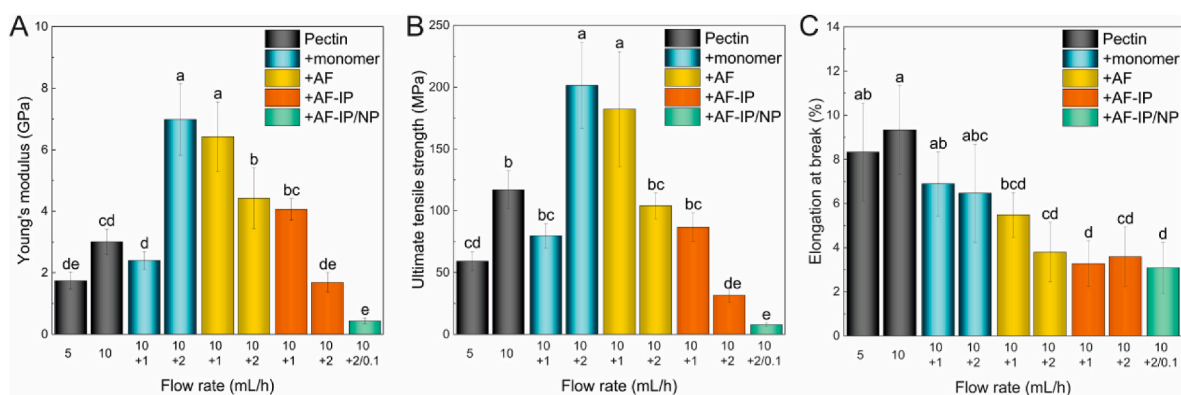 A
Young's modulus (GPa)
10
8
6
4
2
0
Pectin
+monomer
+AF
+AF-IP
+AF-IP/NP
de
cd
d
a
a
b
bc
de
e
5 10 10 10 10 10 10 10 10
+1 +2 +1 +2 +1 +2 +2/0.1
Flow rate (mL/h)
B
Ultimate tensile strength (MPa)
250
200
150
100
50
0
Pectin
+monomer
+AF
+AF-IP
+AF-IP/NP
cd
b
bc
a
a
bc
bc
de
e
5 10 10 10 10 10 10 10 10
+1 +2 +1 +2 +1 +2 +2/0.1
Flow rate (mL/h)
C
Elongation at break (%)
14
12
10
8
6
4
2
0
Pectin
+monomer
+AF
+AF-IP
+AF-IP/NP
ab
a
ab
abc
bcd
cd
d
cd
d
5 10 10 10 10 10 10 10 10
+1 +2 +1 +2 +1 +2 +2/0.1
Flow rate (mL/h)